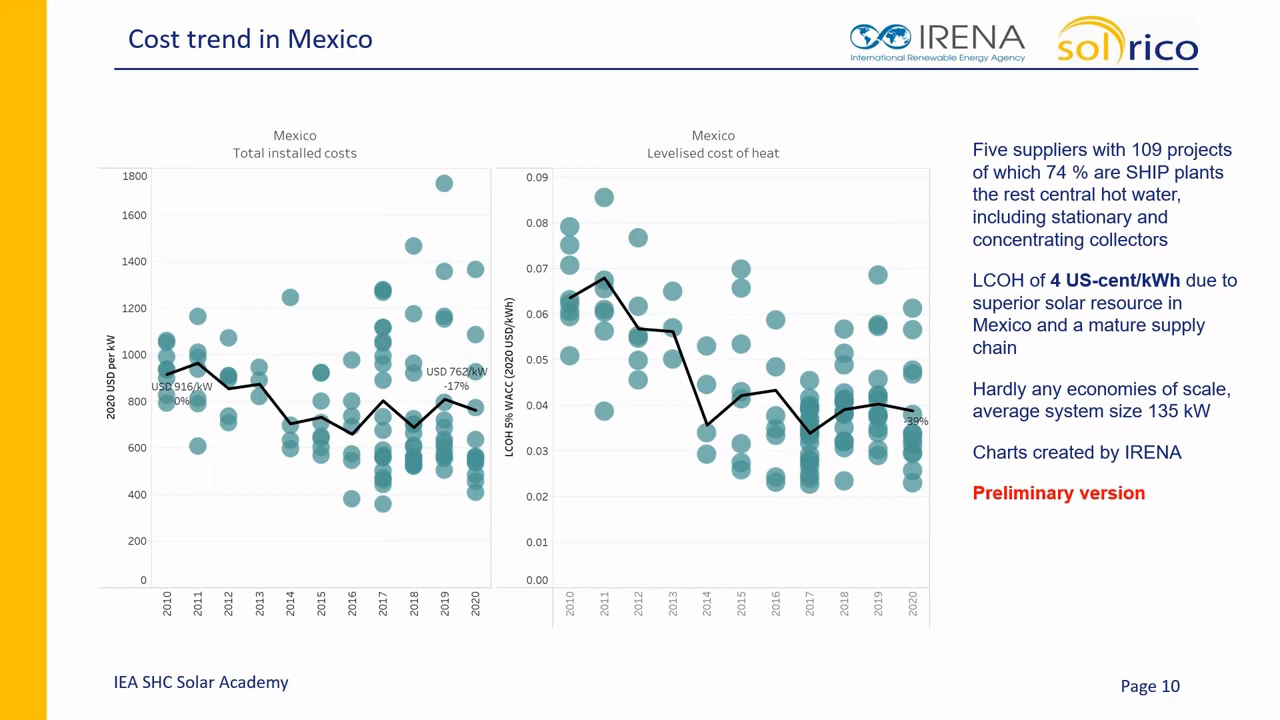 Cost trend in Mexico
IRENA
International Renewable Energy Agency
solrico
Mexico
Total installed costs
2020 USD per kW
1800
1600
1400
1200
1000
800
600
400
200
0
USD 916/kW
0%
USD 762/kW
-17%
2010
2011
2012
2013
2014
2015
2016
2017
2018
2019
2020
Mexico
Levelised cost of heat
LCOH 5% WACC (2020 USD/kWh)
0.09
0.08
0.07
0.06
0.05
0.04
0.03
0.02
0.01
0.00
-39%
2010
2011
2012
2013
2014
2015
2016
2017
2018
2019
2020
Five suppliers with 109 projects
of which 74 % are SHIP plants
the rest central hot water,
including stationary and
concentrating collectors
LCOH of 4 US-cent/kWh due to
superior solar resource in
Mexico and a mature supply
chain
Hardly any economies of scale,
average system size 135 kW
Charts created by IRENA
Preliminary version
IEA SHC Solar Academy
Page 10